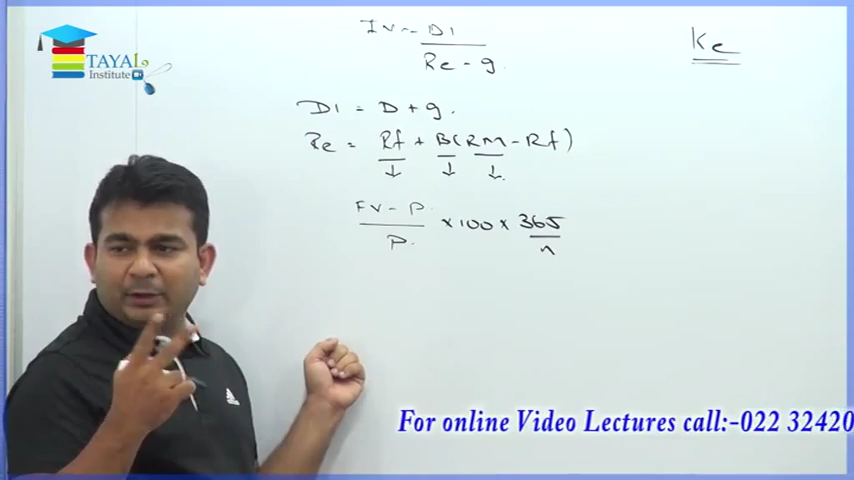 IV = D1
Re - g
Ke
TAYAL
Institute
D1 = D + g.
Re = Rf + B(RM - Rf)
FV - P
P.
× 100 × 365
n
For online Video Lectures call:-022 32420